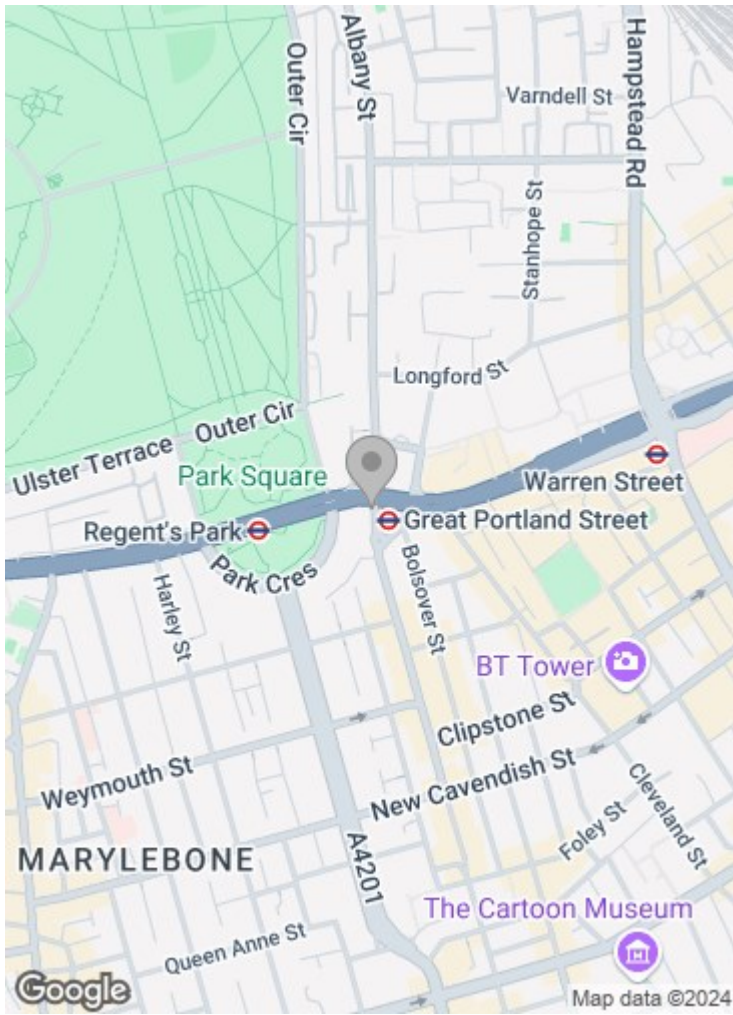 Outer Cir
Albany St
Hampstead Rd
Varndell St
Stanhope St
Longford St
Outer Cir
Ulster Terrace
Park Square
Warren Street
Regent's Park
Great Portland Street
Park Cres
Bolsover St
Harley St
BT Tower
Clipstone St
Weymouth St
New Cavendish St
Cleveland St
Foley St
MARYLEBONE
A4201
The Cartoon Museum
Queen Anne St
Google
Map data ©2024